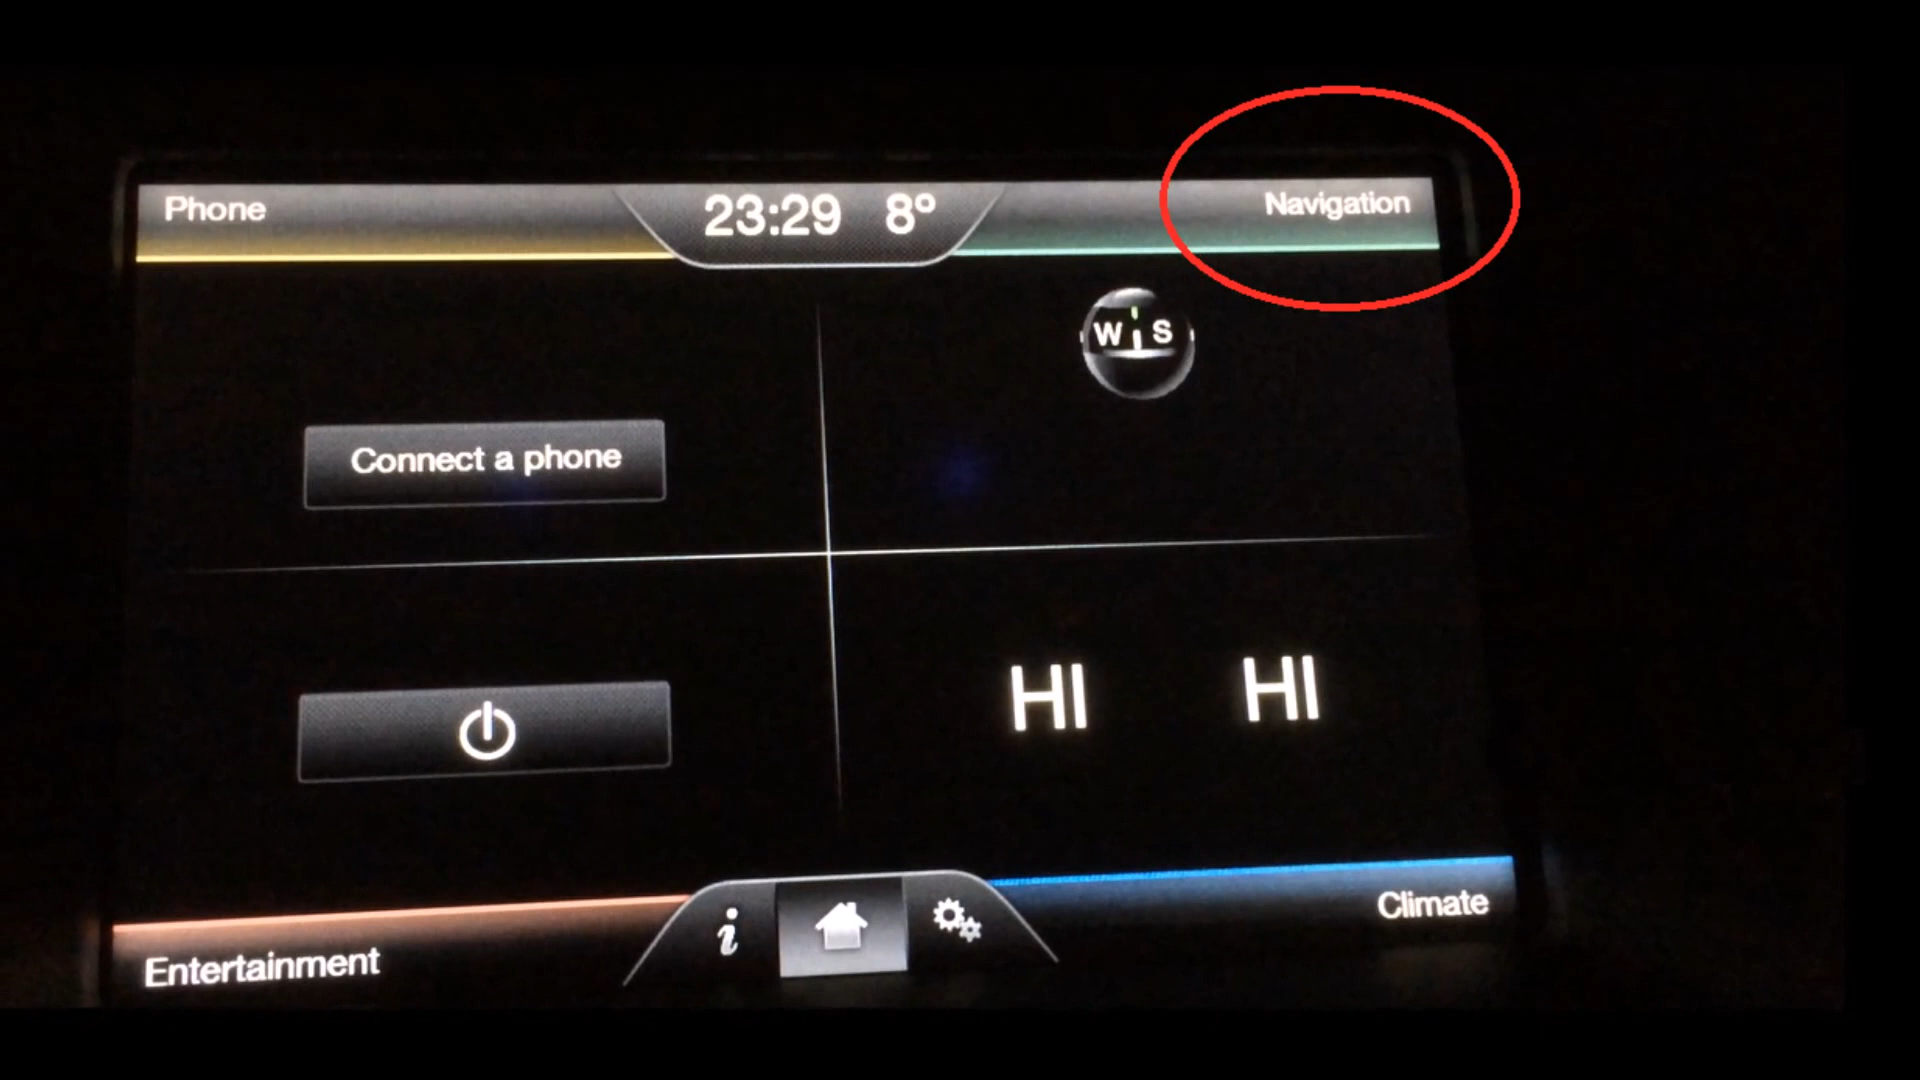 Phone
23:29 8°
Navigation
W S
Connect a phone
HI HI
i
Entertainment
Climate